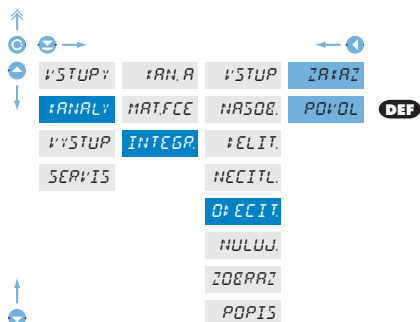 VSTUPY KAN. A VSTUP ZAKAZ
KANALY MAT.FCE NASOB. POVOL DEF
VYSTUP INTEGR. DELIT.
SERVIS NECITL.
ODECIT.
NULUJ.
ZOBRAZ
POPIS